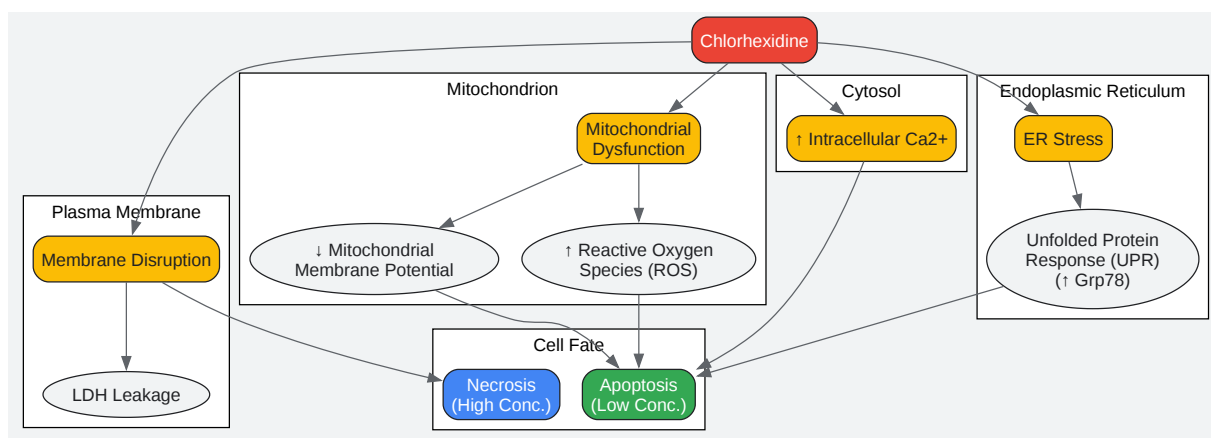 Chlorhexidine
Mitochondrion
Cytosol
Endoplasmic Reticulum
Mitochondrial
Dysfunction
↑ Intracellular Ca2+
ER Stress
Plasma Membrane
Membrane Disruption
↓ Mitochondrial
Membrane Potential
↑ Reactive Oxygen
Species (ROS)
Unfolded Protein
Response (UPR)
(↑ Grp78)
Cell Fate
LDH Leakage
Necrosis
(High Conc.)
Apoptosis
(Low Conc.)